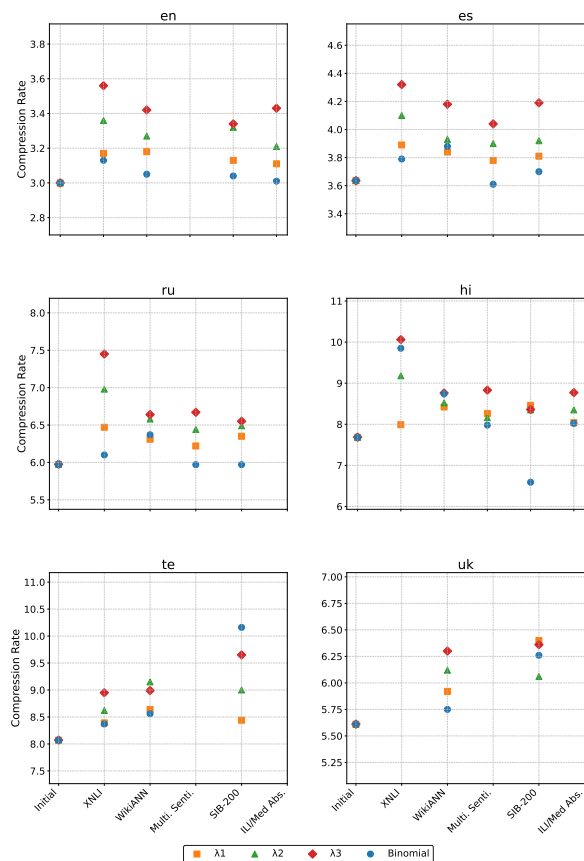 en
es
3.8
3.6
3.4
3.2
3.0
2.8
Compression Rate
4.6
4.4
4.2
4.0
3.8
3.6
3.4
ru
hi
8.0
7.5
7.0
6.5
6.0
5.5
Compression Rate
11
10
9
8
7
6
te
uk
11.0
10.5
10.0
9.5
9.0
8.5
8.0
7.5
Compression Rate
7.00
6.75
6.50
6.25
6.00
5.75
5.50
5.25
Initial
XNLI
WikiANN
Multi. Senti.
SIB-200
ILI/Med Abs.
Initial
XNLI
WikiANN
Multi. Senti.
SIB-200
ILI/Med Abs.
λ1 λ2 λ3 Binomial